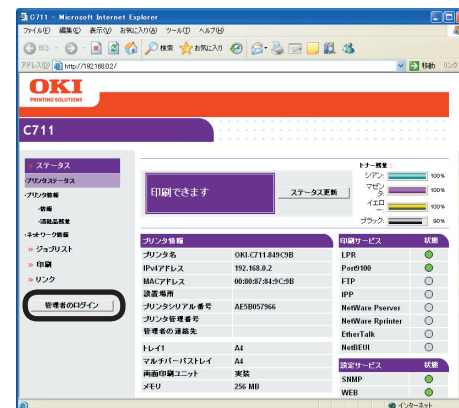 C711 - Microsoft Internet Explorer
ファイル(F) 編集(E) 表示(V) お気に入り(A) ツール(T) ヘルプ(H)
戻る 検索 お気に入り
アドレス(D) http://192.168.0.2/ 移動 リンク
OKI
PRINTING SOLUTIONS
C711
ステータス
プリンタステータス
プリンタ情報
情報
消耗品残量
ネットワーク情報
ジョブリスト
印刷
リンク
管理者のログイン
印刷できます
ステータス更新
トナー残量:
シアン: 100%
マゼンタ: 100%
イエロー: 100%
ブラック: 90%
プリンタ情報
プリンタ名 OKI-C711-849C9B
IPv4アドレス 192.168.0.2
MACアドレス 00:80:87:84:9C:9B
設置場所
プリンタシリアル番号 AE5B057966
プリンタ管理番号
管理者の連絡先
トレイ1 A4
マルチパーパストレイ A4
両面印刷ユニット 実装
メモリ 256 MB
印刷サービス 状態
LPR
Port9100
FTP
IPP
NetWare Pserver
NetWare Rprinter
EtherTalk
NetBEUI
設定サービス 状態
SNMP
WEB
インターネット